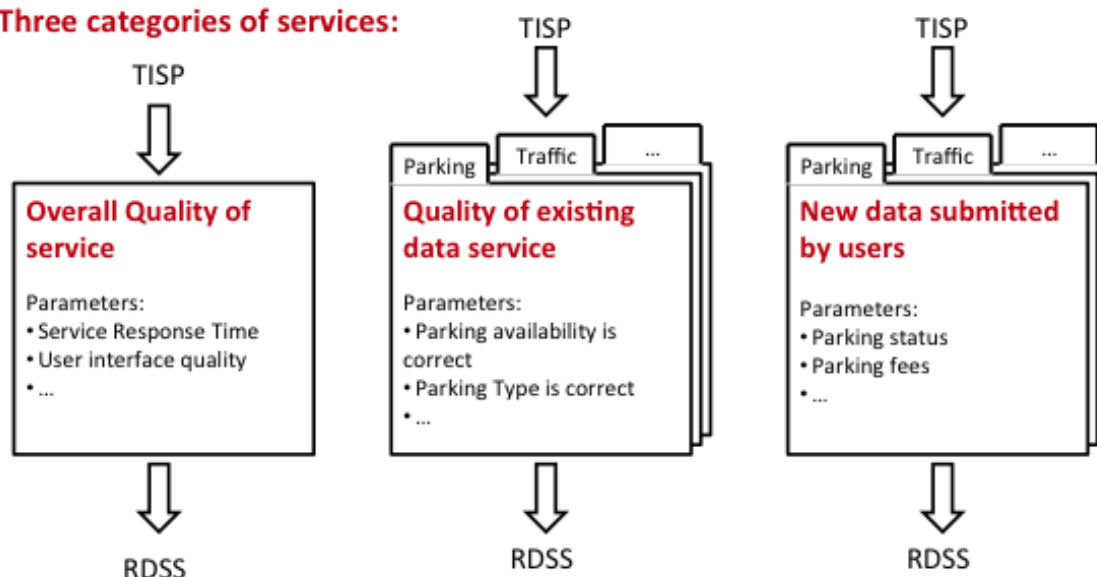 Three categories of services:
TISP
Overall Quality of
service
Parameters:
• Service Response Time
• User interface quality
• ...
RDSS
TISP
Parking
Traffic
...
Quality of existing
data service
Parameters:
• Parking availability is
correct
• Parking Type is correct
• ...
RDSS
TISP
Parking
Traffic
...
New data submitted
by users
Parameters:
• Parking status
• Parking fees
• ...
RDSS